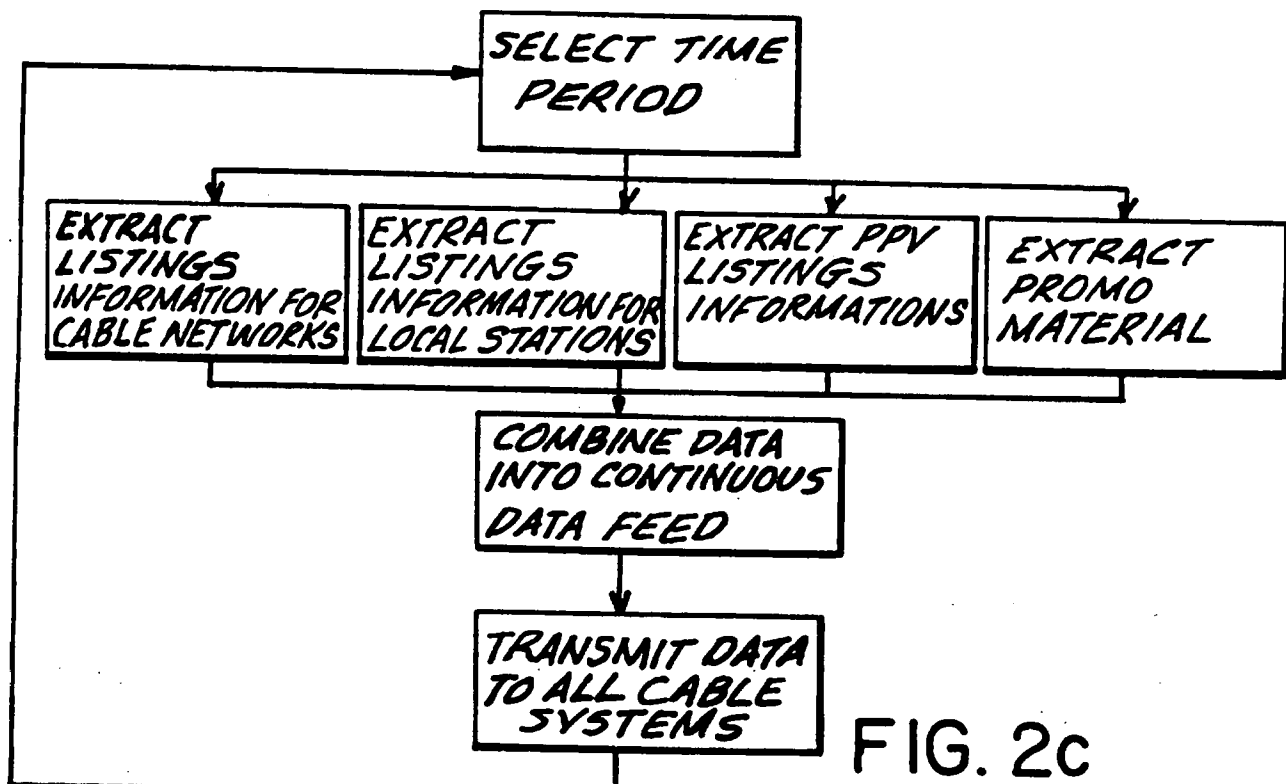 SELECT TIME
PERIOD
EXTRACT
LISTINGS
INFORMATION FOR
CABLE NETWORKS
EXTRACT
LISTINGS
INFORMATION FOR
LOCAL STATIONS
EXTRACT PPV
LISTINGS
INFORMATIONS
EXTRACT
PROMO
MATERIAL
COMBINE DATA
INTO CONTINUOUS
DATA FEED
TRANSMIT DATA
TO ALL CABLE
SYSTEMS
FIG. 2c